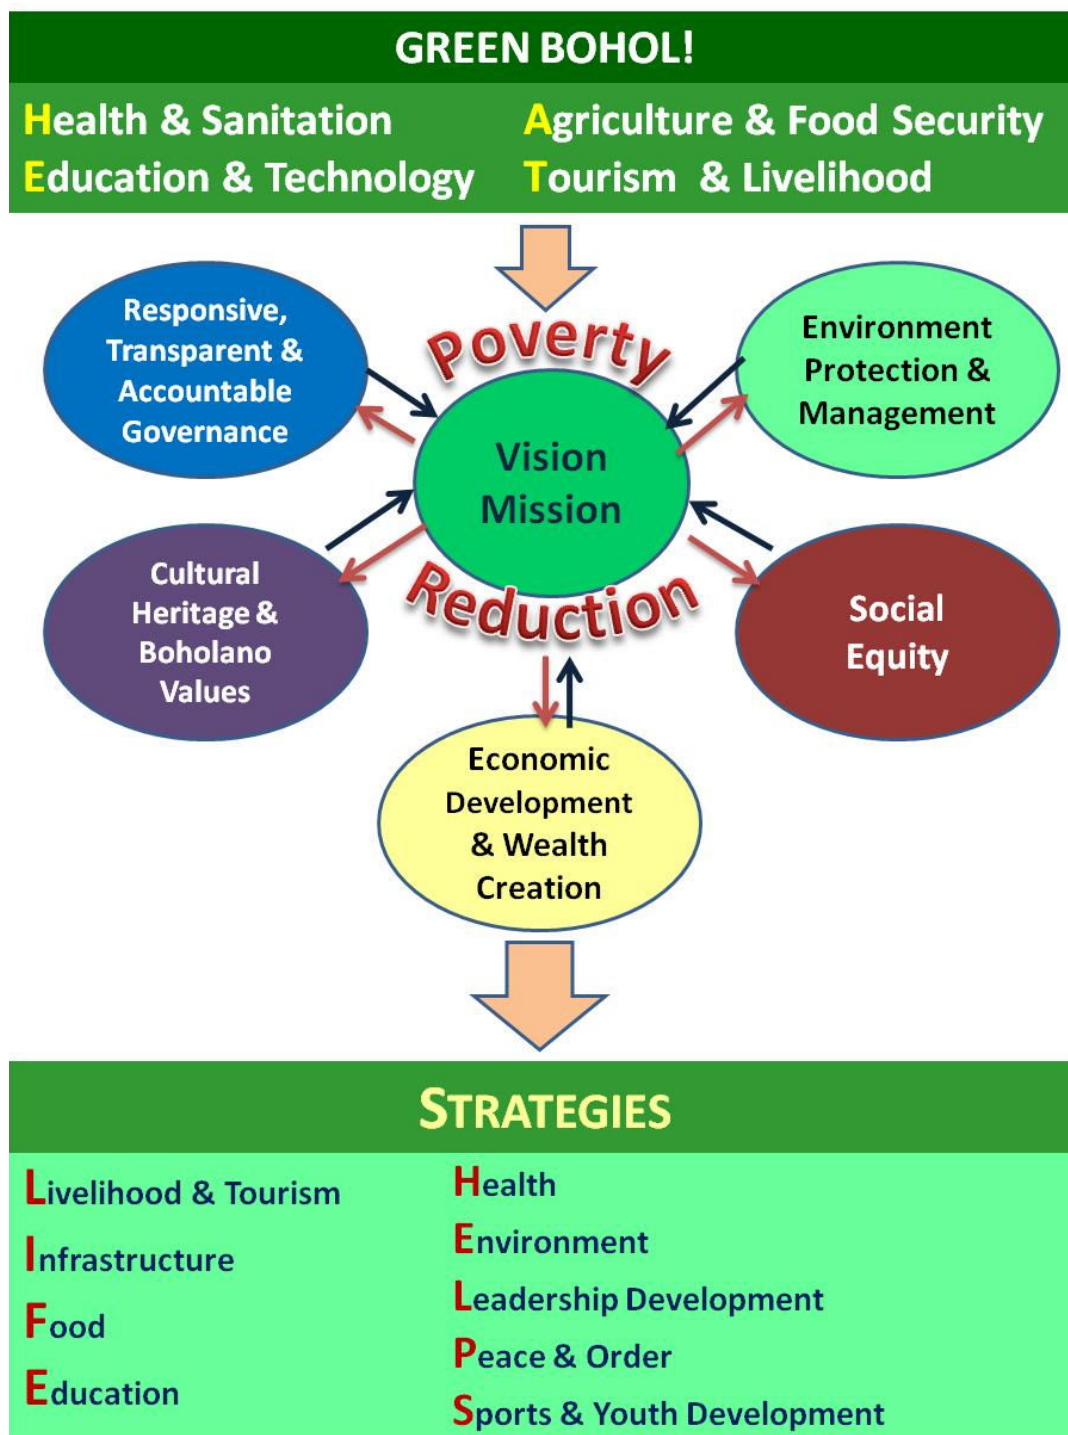 GREEN BOHOL!
Health & Sanitation
Education & Technology
Agriculture & Food Security
Tourism & Livelihood
Responsive,
Transparent &
Accountable
Governance
Poverty
Vision
Mission
Reduction
Environment
Protection &
Management
Cultural
Heritage &
Boholano
Values
Social
Equity
Economic
Development
& Wealth
Creation
STRATEGIES
Livelihood & Tourism
Infrastructure
Food
Education
Health
Environment
Leadership Development
Peace & Order
Sports & Youth Development